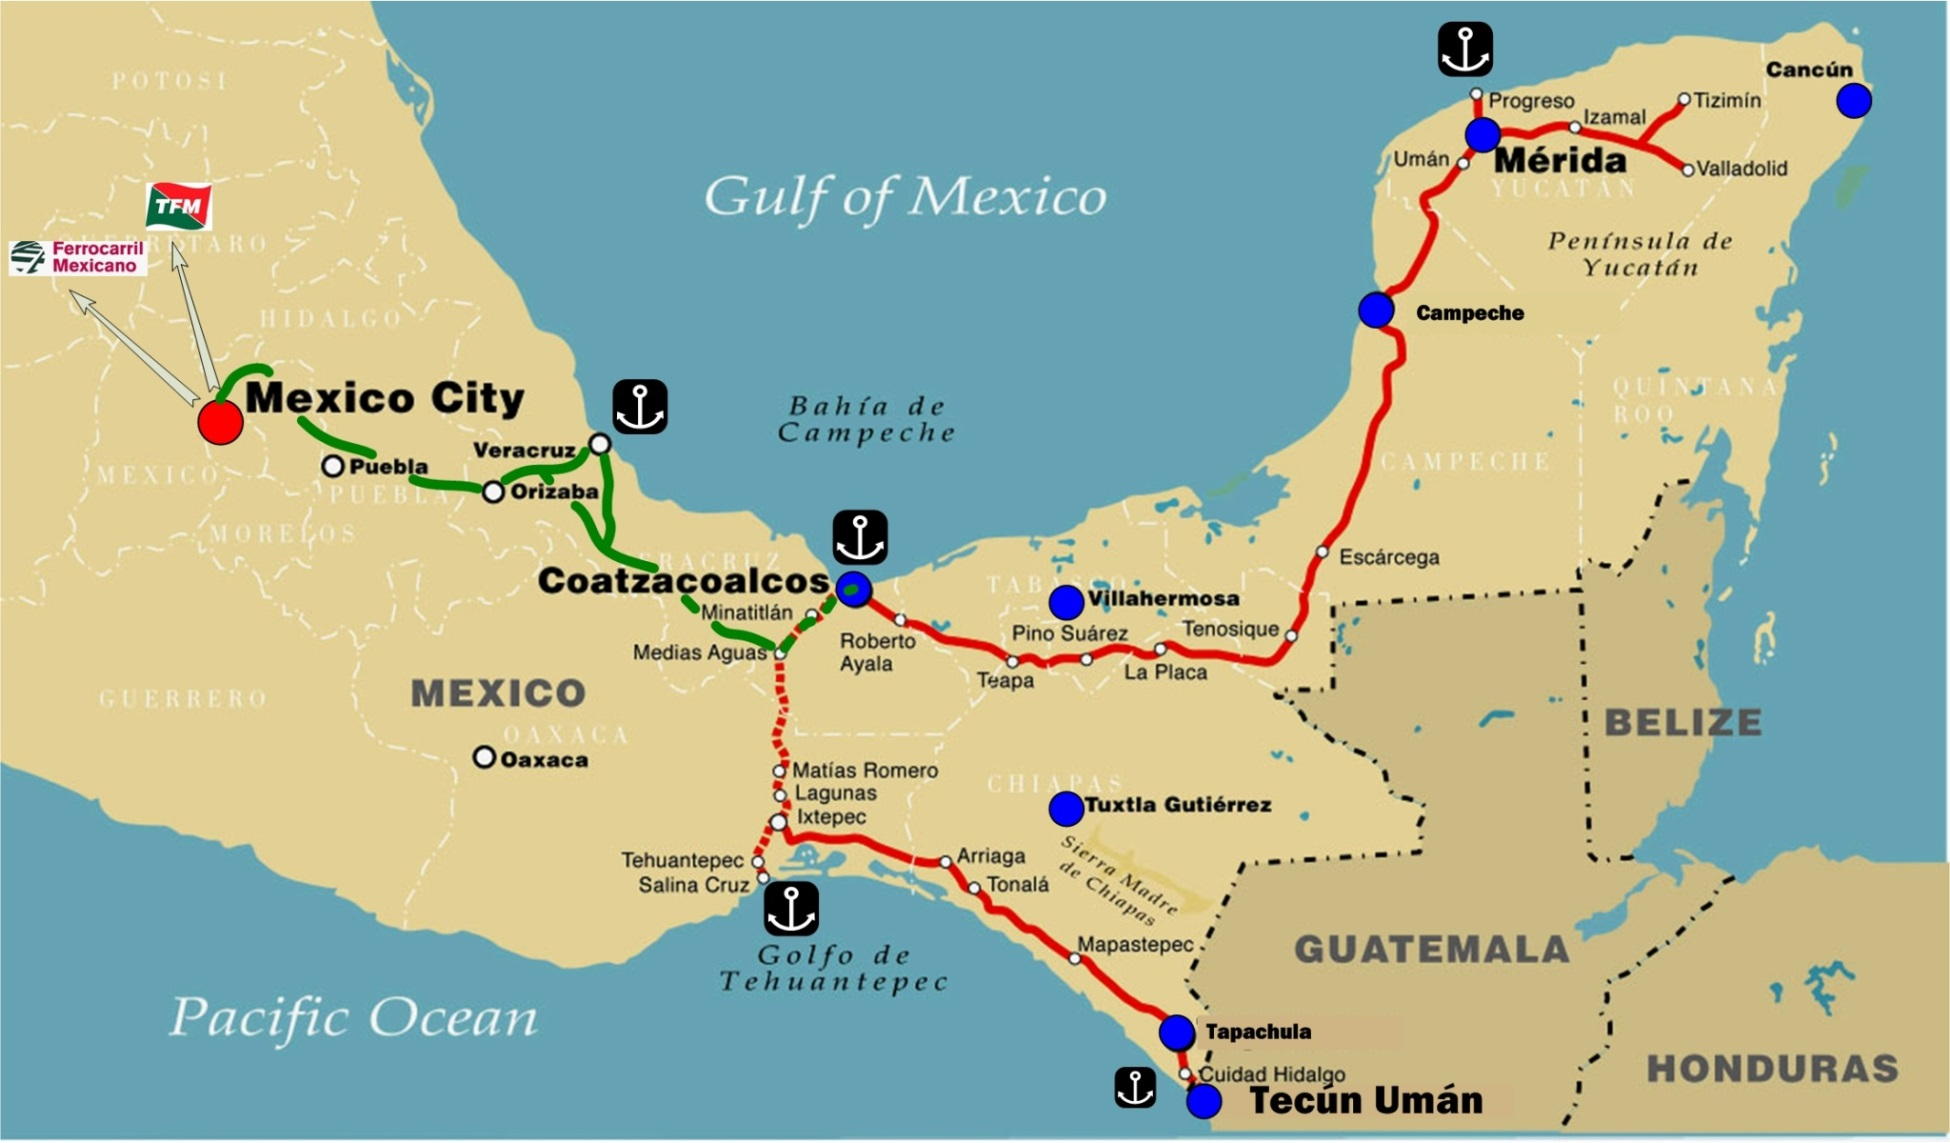 POTOSI
Progreso
Izamal
Tizimín
Cancún
Umán
Mérida
Valladolid
YUCATÁN
Gulf of Mexico
TFM
QUERÉTARO
Ferrocarril
Mexicano
Península de
Yucatán
HIDALGO
Campeche
Mexico City
Bahía de
Campeche
QUINTANA
ROO
Veracruz
Puebla
MEXICO
PUEBLA
Orizaba
CAMPECHE
MORELOS
VERACRUZ
Escárcega
Coatzacoalcos
TABASCO
Villahermosa
Minatitlán
Roberto
Ayala
Pino Suárez
Tenosique
Medias Aguas
Teapa
La Placa
GUERRERO
MEXICO
OAXACA
Oaxaca
BELIZE
Matías Romero
Lagunas
Ixtepec
CHIAPAS
Tuxtla Gutiérrez
Sierra Madre
de Chiapas
Tehuantepec
Salina Cruz
Arriaga
Tonalá
Mapastepec
GUATEMALA
Golfo de
Tehuantepec
Pacific Ocean
Tapachula
Cuidad Hidalgo
Tecún Umán
HONDURAS